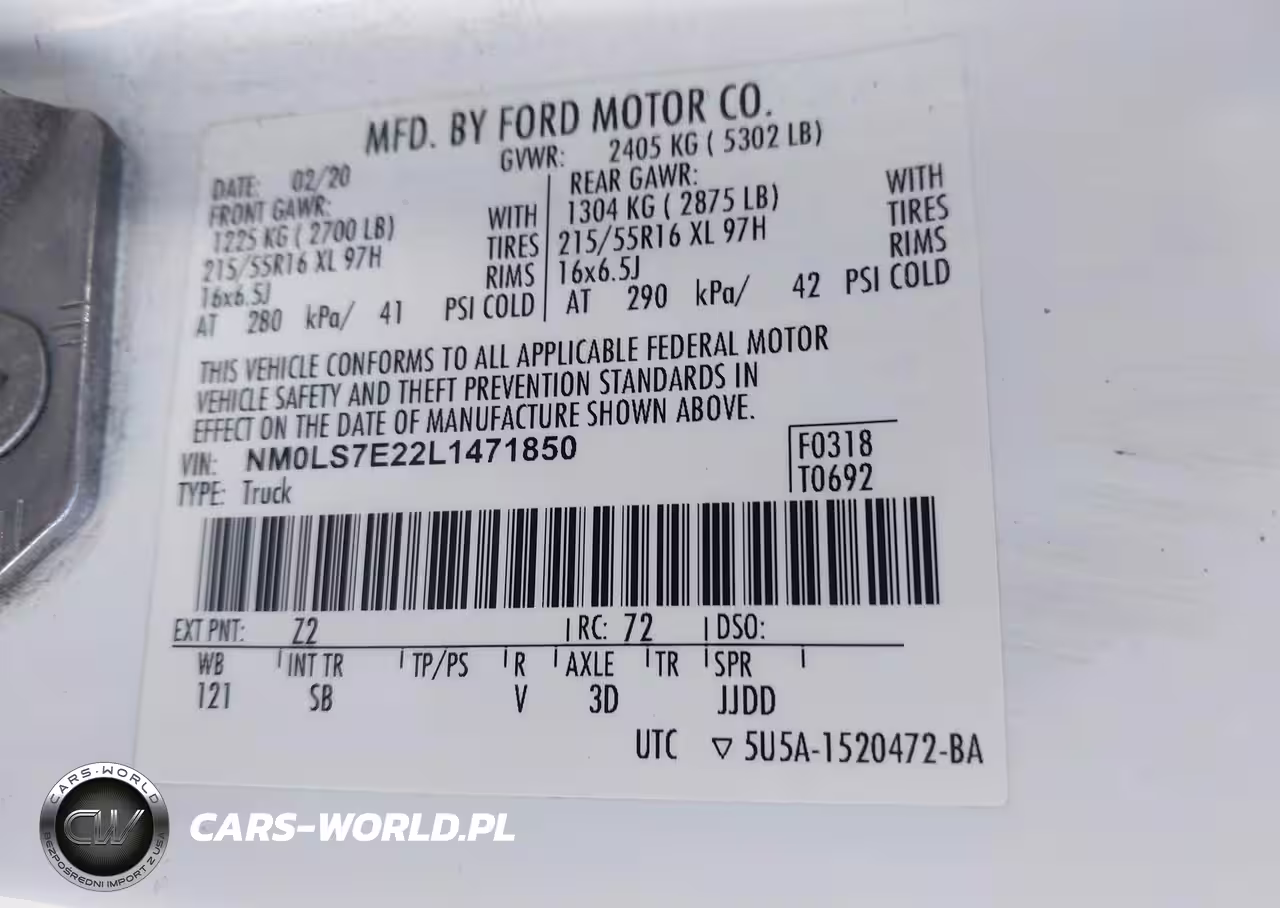 MFD. BY FORD MOTOR CO.
DATE: 02/20 GVWR: 2405 KG ( 5302 LB)
FRONT GAWR: REAR GAWR:
1225 KG ( 2700 LB) WITH 1304 KG ( 2875 LB) WITH
215/55R16 XL 97H TIRES 215/55R16 XL 97H TIRES
16x6.5J RIMS 16x6.5J RIMS
AT 280 kPa/ 41 PSI COLD AT 290 kPa/ 42 PSI COLD
THIS VEHICLE CONFORMS TO ALL APPLICABLE FEDERAL MOTOR
VEHICLE SAFETY AND THEFT PREVENTION STANDARDS IN
EFFECT ON THE DATE OF MANUFACTURE SHOWN ABOVE.
VIN: NM0LS7E22L1471850 F0318
TYPE: Truck T0692
EXT PNT: Z2 RC: 72 DSO:
WB INT TR TP/PS R AXLE TR SPR
121 SB V 3D JJDD
UTC ▽ 5U5A-1520472-BA
CARS-WORLD
CW
BEZPOŚREDNI IMPORT Z USA
CARS-WORLD.PL